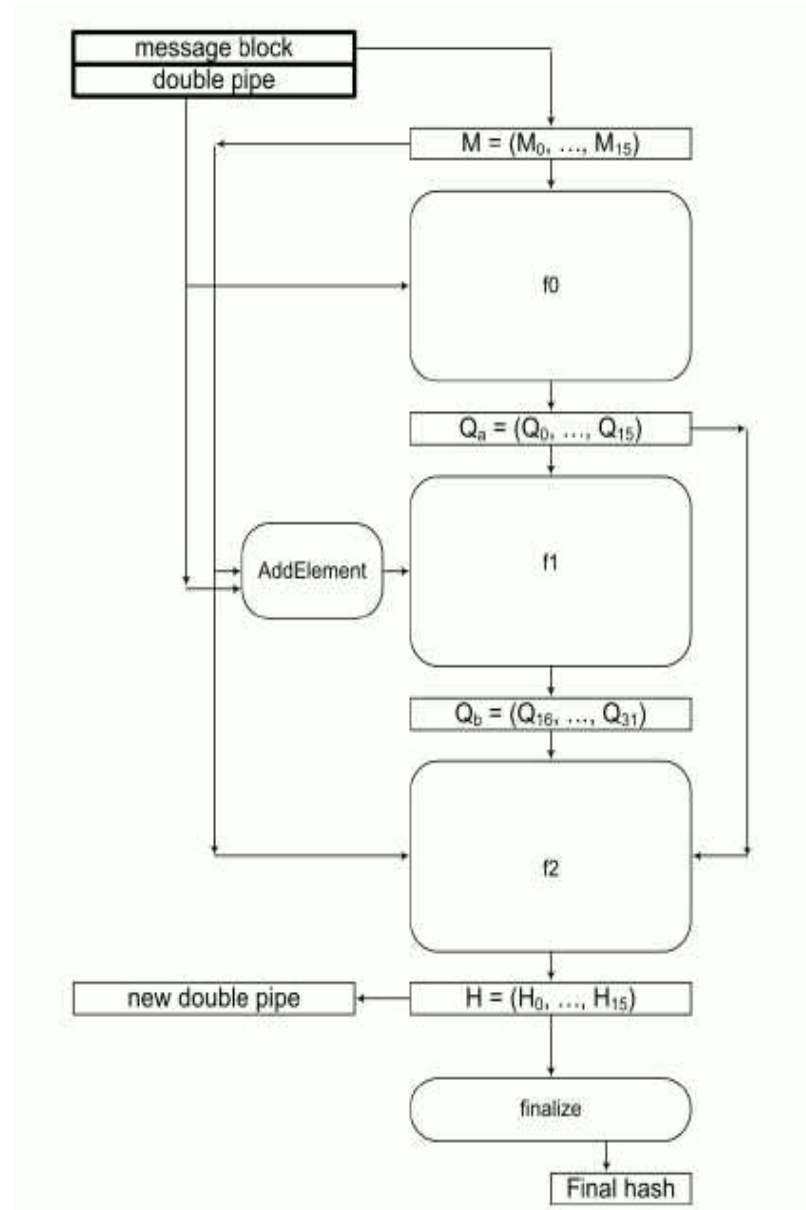 message block
double pipe
M = (M₀, ..., M₁₅)
f0
Qₐ = (Q₀, ..., Q₁₅)
AddElement
f1
Q_b = (Q₁₆, ..., Q₃₁)
f2
new double pipe
H = (H₀, ..., H₁₅)
finalize
Final hash